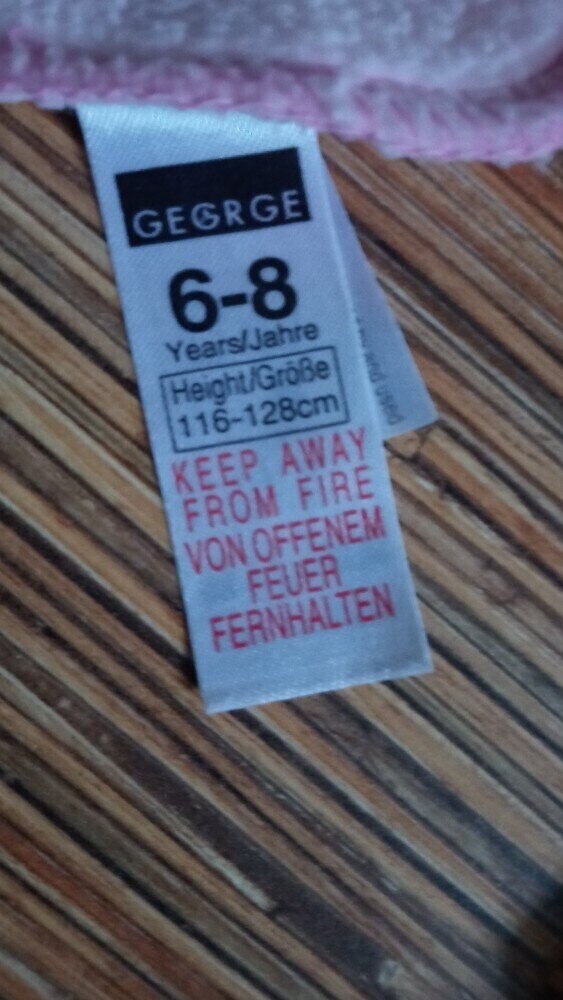 GEORGE
6-8
Years/Jahre
Height/Größe
116-128cm
KEEP AWAY
FROM FIRE
VON OFFENEM
FEUER
FERNHALTEN